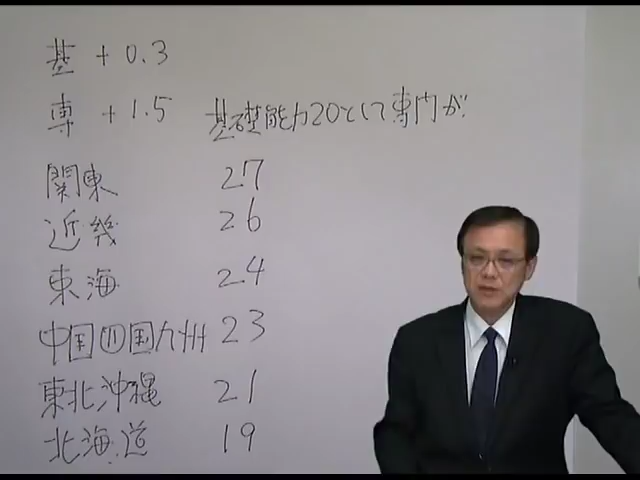 基 +0.3
専 +1.5 基礎能力20として専門が
関東 27
近幾 26
東海 24
中国四国九州 23
東北沖縄 21
北海道 19